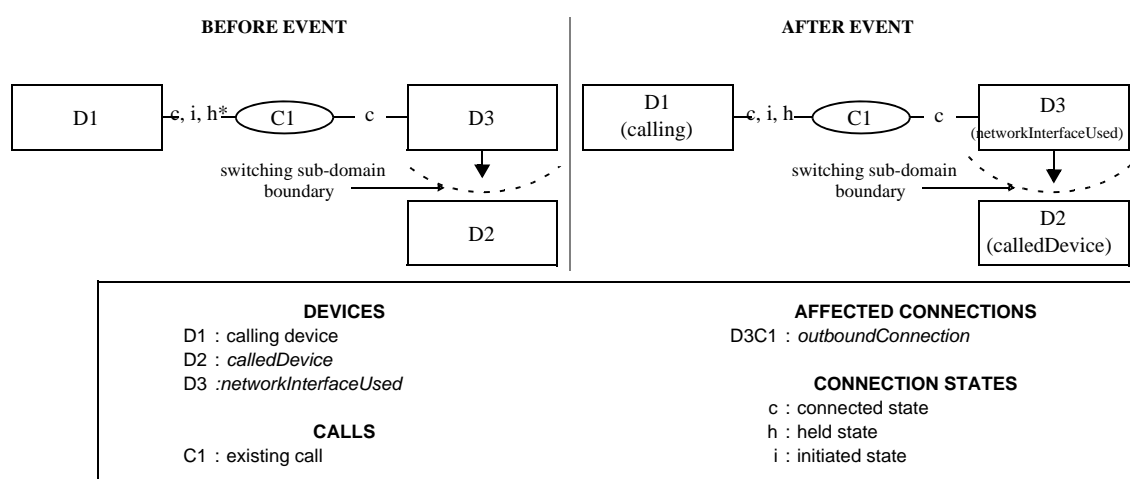 BEFORE EVENT
AFTER EVENT
D1
c, i, h*
C1
c
D3
switching sub-domain
boundary
D2
D1
(calling)
c, i, h
C1
c
D3
(networkInterfaceUsed)
switching sub-domain
boundary
D2
(calledDevice)
DEVICES
D1 : calling device
D2 : calledDevice
D3 :networkInterfaceUsed
CALLS
C1 : existing call
AFFECTED CONNECTIONS
D3C1 : outboundConnection
CONNECTION STATES
c : connected state
h : held state
i : initiated state